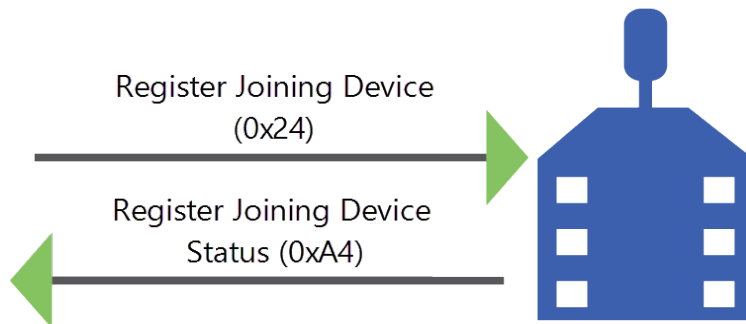 Register Joining Device
(0x24)
Register Joining Device
Status (0xA4)